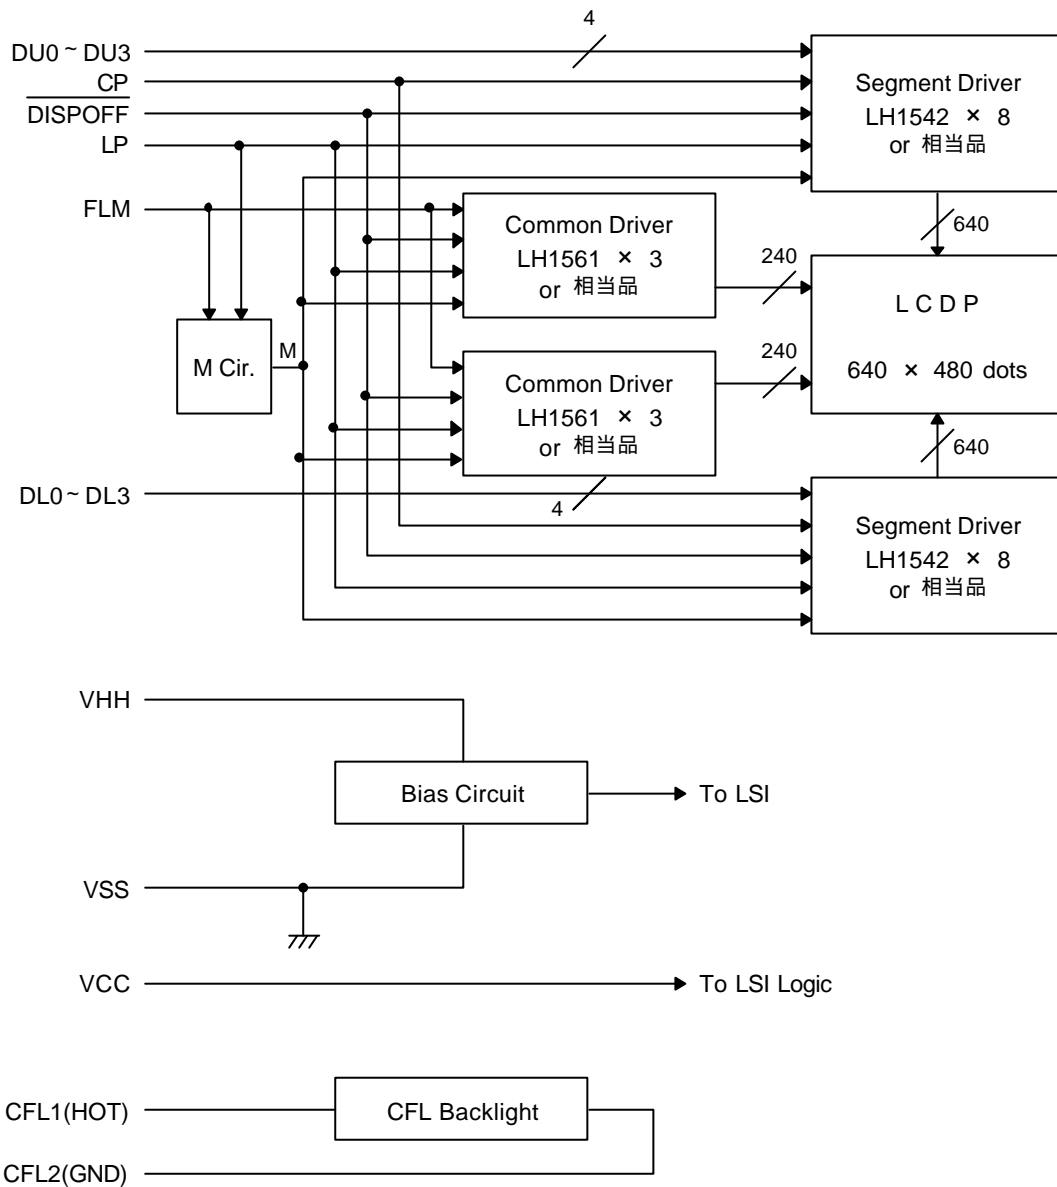 4
DU0 ~ DU3
CP
DISPOFF
LP
FLM
Segment Driver
LH1542 × 8
or 相当品
640
Common Driver
LH1561 × 3
or 相当品
240
L C D P
640 × 480 dots
M Cir.
M
Common Driver
LH1561 × 3
or 相当品
240
640
DL0 ~ DL3
4
Segment Driver
LH1542 × 8
or 相当品
VHH
Bias Circuit
To LSI
VSS
VCC
To LSI Logic
CFL1(HOT)
CFL Backlight
CFL2(GND)